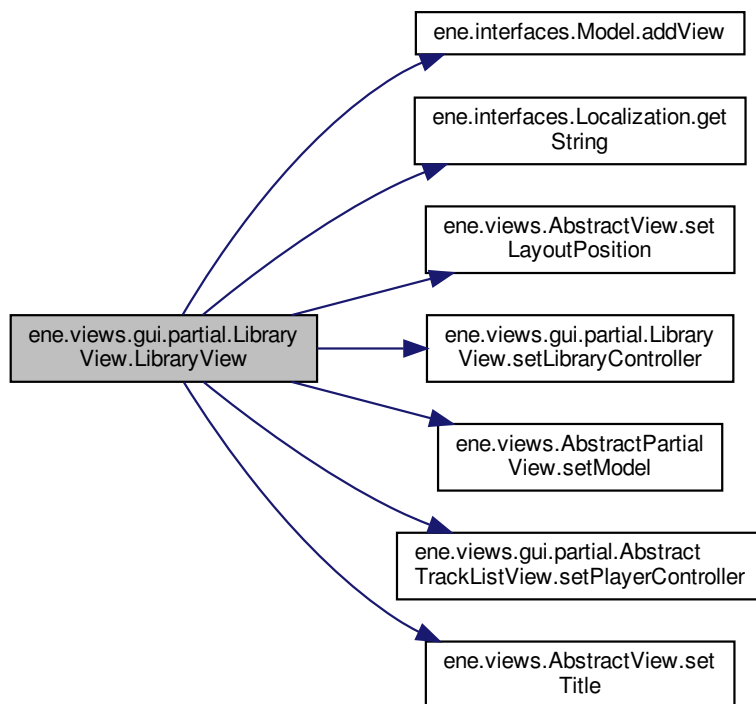 ene.interfaces.Model.addView
ene.interfaces.Localization.get
String
ene.views.AbstractView.set
LayoutPosition
ene.views.gui.partial.Library
View.LibraryView
ene.views.gui.partial.Library
View.setLibraryController
ene.views.AbstractPartial
View.setModel
ene.views.gui.partial.Abstract
TrackListView.setPlayerController
ene.views.AbstractView.set
Title